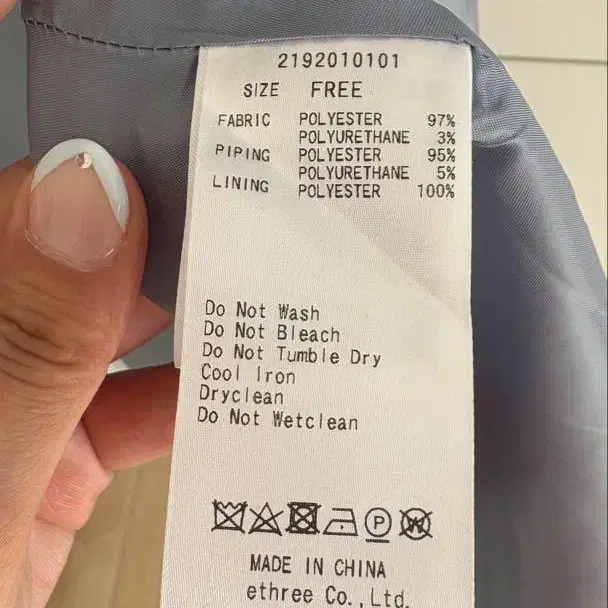 2192010101
SIZE FREE
FABRIC POLYESTER 97%
POLYURETHANE 3%
PIPING POLYESTER 95%
POLYURETHANE 5%
LINING POLYESTER 100%
Do Not Wash
Do Not Bleach
Do Not Tumble Dry
Cool Iron
Dryclean
Do Not Wetclean
P W
MADE IN CHINA
ethree Co.,Ltd.